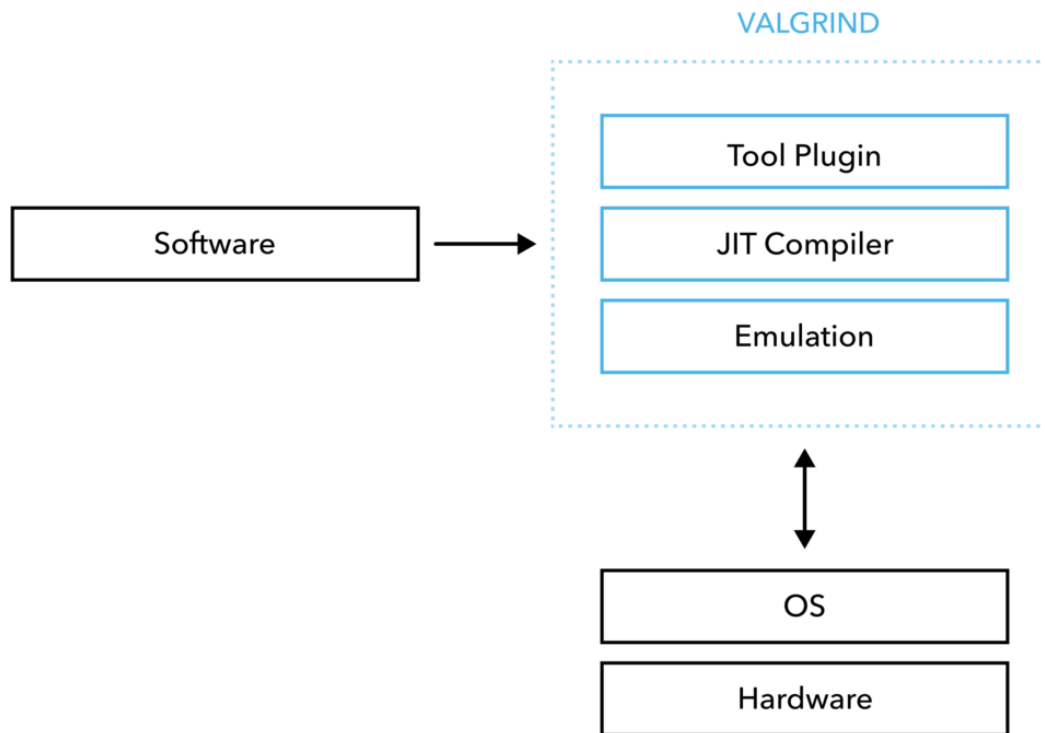 VALGRIND
Tool Plugin
Software
JIT Compiler
Emulation
OS
Hardware